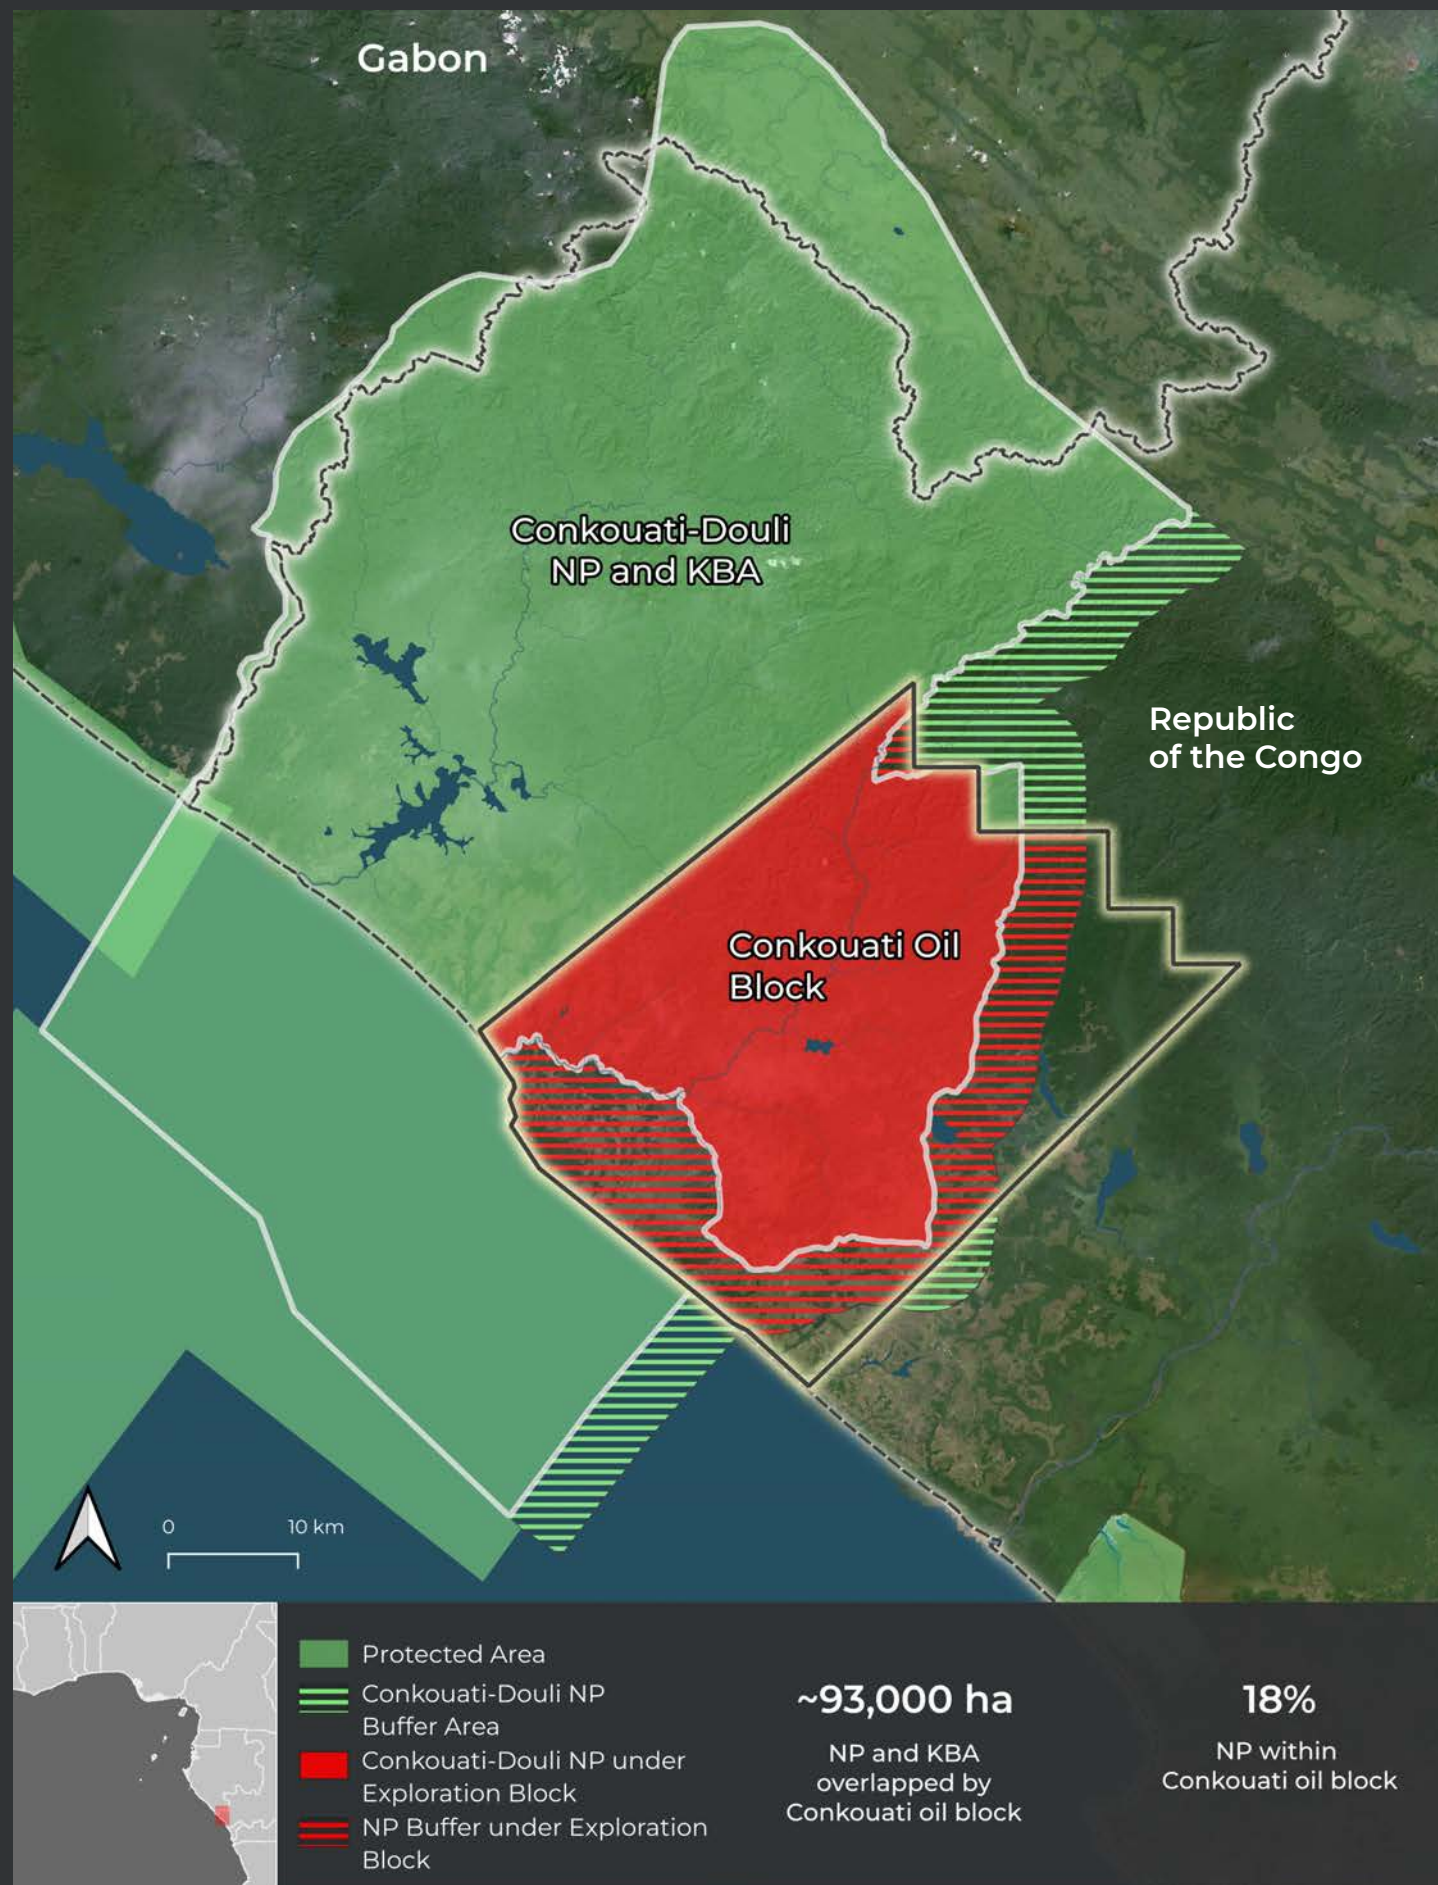 Gabon
Conkouati-Douli
NP and KBA
Republic
of the Congo
Conkouati Oil
Block
0 10 km
Protected Area
Conkouati-Douli NP
Buffer Area
Conkouati-Douli NP under
Exploration Block
NP Buffer under Exploration
Block
~93,000 ha
NP and KBA
overlapped by
Conkouati oil block
18%
NP within
Conkouati oil block